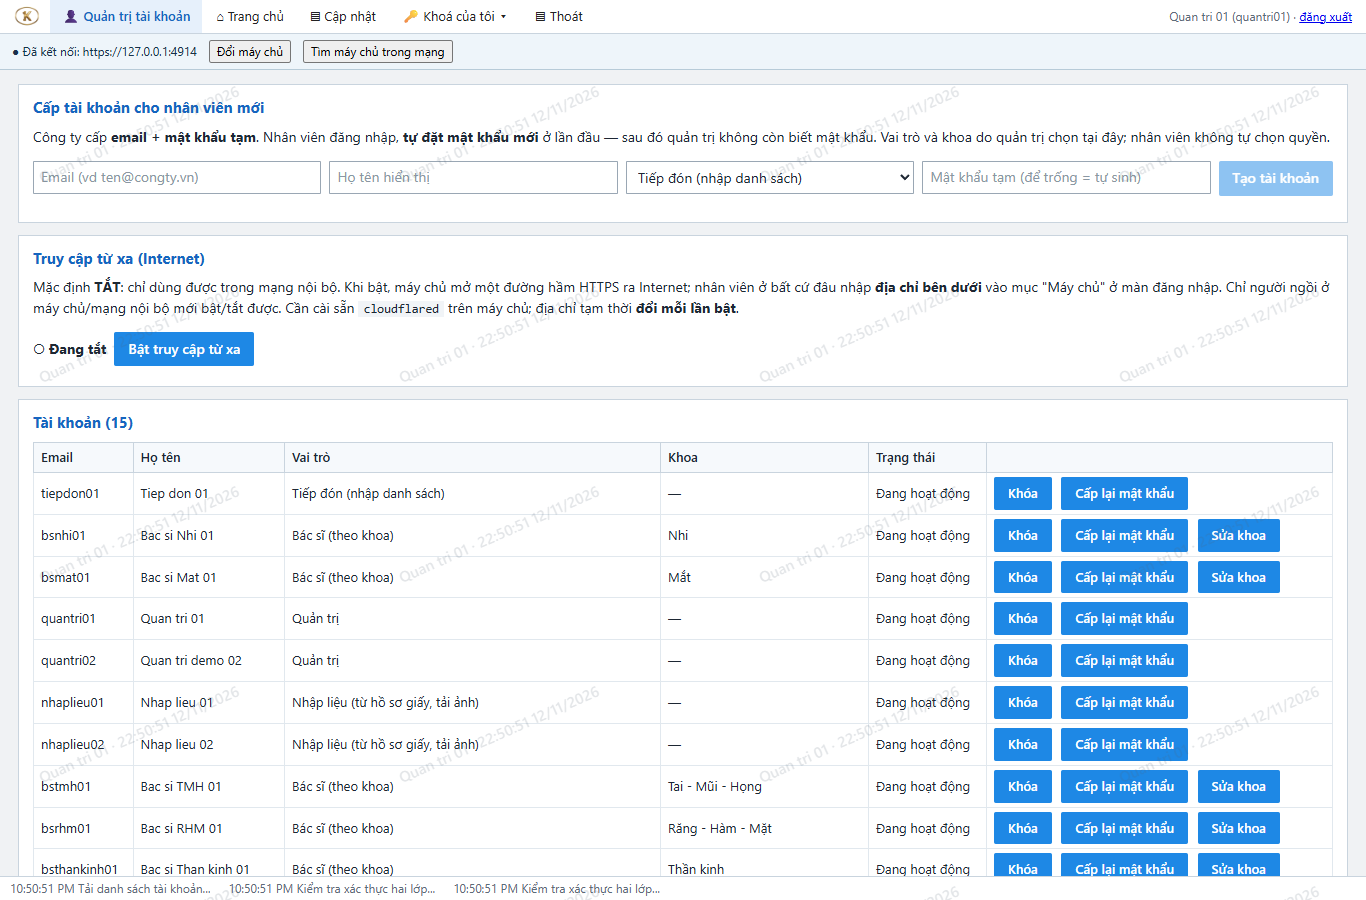 K
Quản trị tài khoản
Trang chủ
Cập nhật
Khoá của tôi
Thoát
Quan tri 01 (quantri01) · đăng xuất
● Đã kết nối: https://127.0.0.1:4914
Đổi máy chủ
Tìm máy chủ trong mạng
Cấp tài khoản cho nhân viên mới
Công ty cấp email + mật khẩu tạm. Nhân viên đăng nhập, tự đặt mật khẩu mới ở lần đầu — sau đó quản trị không còn biết mật khẩu. Vai trò và khoa do quản trị chọn tại đây; nhân viên không tự chọn quyền.
Email (vd ten@congty.vn)
Họ tên hiển thị
Tiếp đón (nhập danh sách)
Mật khẩu tạm (để trống = tự sinh)
Tạo tài khoản
Truy cập từ xa (Internet)
Mặc định TẮT: chỉ dùng được trong mạng nội bộ. Khi bật, máy chủ mở một đường hầm HTTPS ra Internet; nhân viên ở bất cứ đâu nhập địa chỉ bên dưới vào mục "Máy chủ" ở màn đăng nhập. Chỉ người ngồi ở
máy chủ/mạng nội bộ mới bật/tắt được. Cần cài sẵn cloudflared trên máy chủ; địa chỉ tạm thời đổi mỗi lần bật.
Đang tắt
Bật truy cập từ xa
Tài khoản (15)
Email Họ tên Vai trò Khoa Trạng thái
tiepdon01 Tiep don 01 Tiếp đón (nhập danh sách) — Đang hoạt động Khóa Cấp lại mật khẩu
bsnhi01 Bac si Nhi 01 Bác sĩ (theo khoa) Nhi Đang hoạt động Khóa Cấp lại mật khẩu Sửa khoa
bsmat01 Bac si Mat 01 Bác sĩ (theo khoa) Mắt Đang hoạt động Khóa Cấp lại mật khẩu Sửa khoa
quantri01 Quan tri 01 Quản trị — Đang hoạt động Khóa Cấp lại mật khẩu
quantri02 Quan tri demo 02 Quản trị — Đang hoạt động Khóa Cấp lại mật khẩu
nhaplieu01 Nhap lieu 01 Nhập liệu (từ hồ sơ giấy, tải ảnh) — Đang hoạt động Khóa Cấp lại mật khẩu
nhaplieu02 Nhap lieu 02 Nhập liệu (từ hồ sơ giấy, tải ảnh) — Đang hoạt động Khóa Cấp lại mật khẩu
bstmh01 Bac si TMH 01 Bác sĩ (theo khoa) Tai - Mũi - Họng Đang hoạt động Khóa Cấp lại mật khẩu Sửa khoa
bsrhm01 Bac si RHM 01 Bác sĩ (theo khoa) Răng - Hàm - Mặt Đang hoạt động Khóa Cấp lại mật khẩu Sửa khoa
bsthankinh01 Bac si Than kinh 01 Bác sĩ (theo khoa) Thần kinh Đang hoạt động Khóa Cấp lại mật khẩu Sửa khoa
10:50:51 PM Tải danh sách tài khoản...
10:50:51 PM Kiểm tra xác thực hai lớp...
10:50:51 PM Kiểm tra xác thực hai lớp...
Quan tri 01 · 22:50:51 12/11/2026